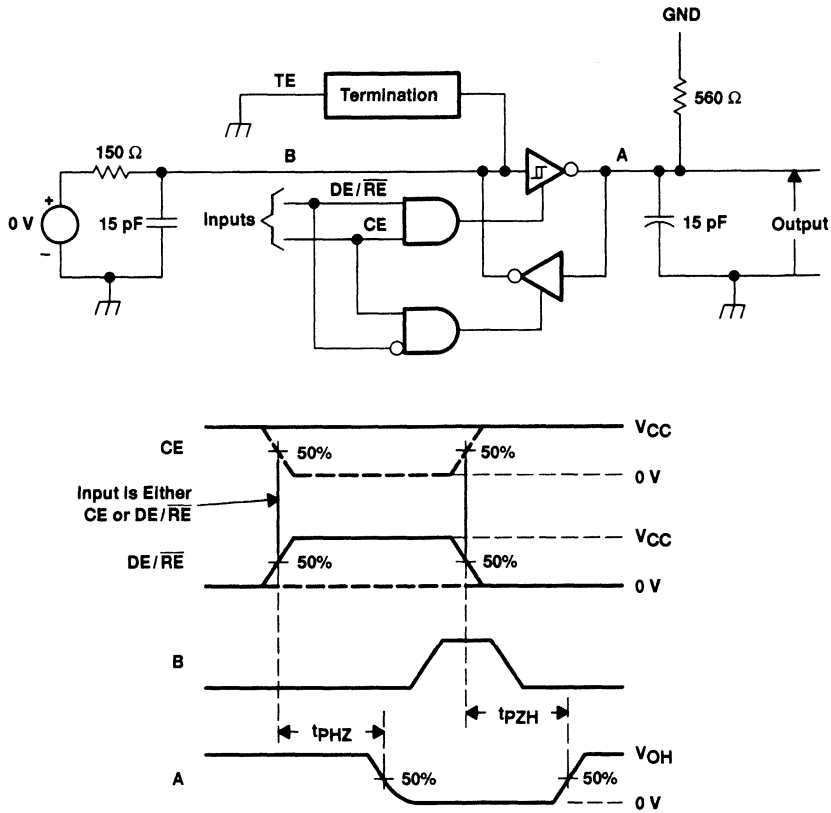 GND
TE
Termination
560 Ω
150 Ω
B
A
DE/RE
+
0 V
−
15 pF
Inputs
CE
15 pF
Output
CE
50%
50%
VCC
0 V
Input is Either
CE or DE/RE
VCC
DE/RE
50%
50%
0 V
B
tPHZ
tPZH
VOH
A
50%
50%
0 V